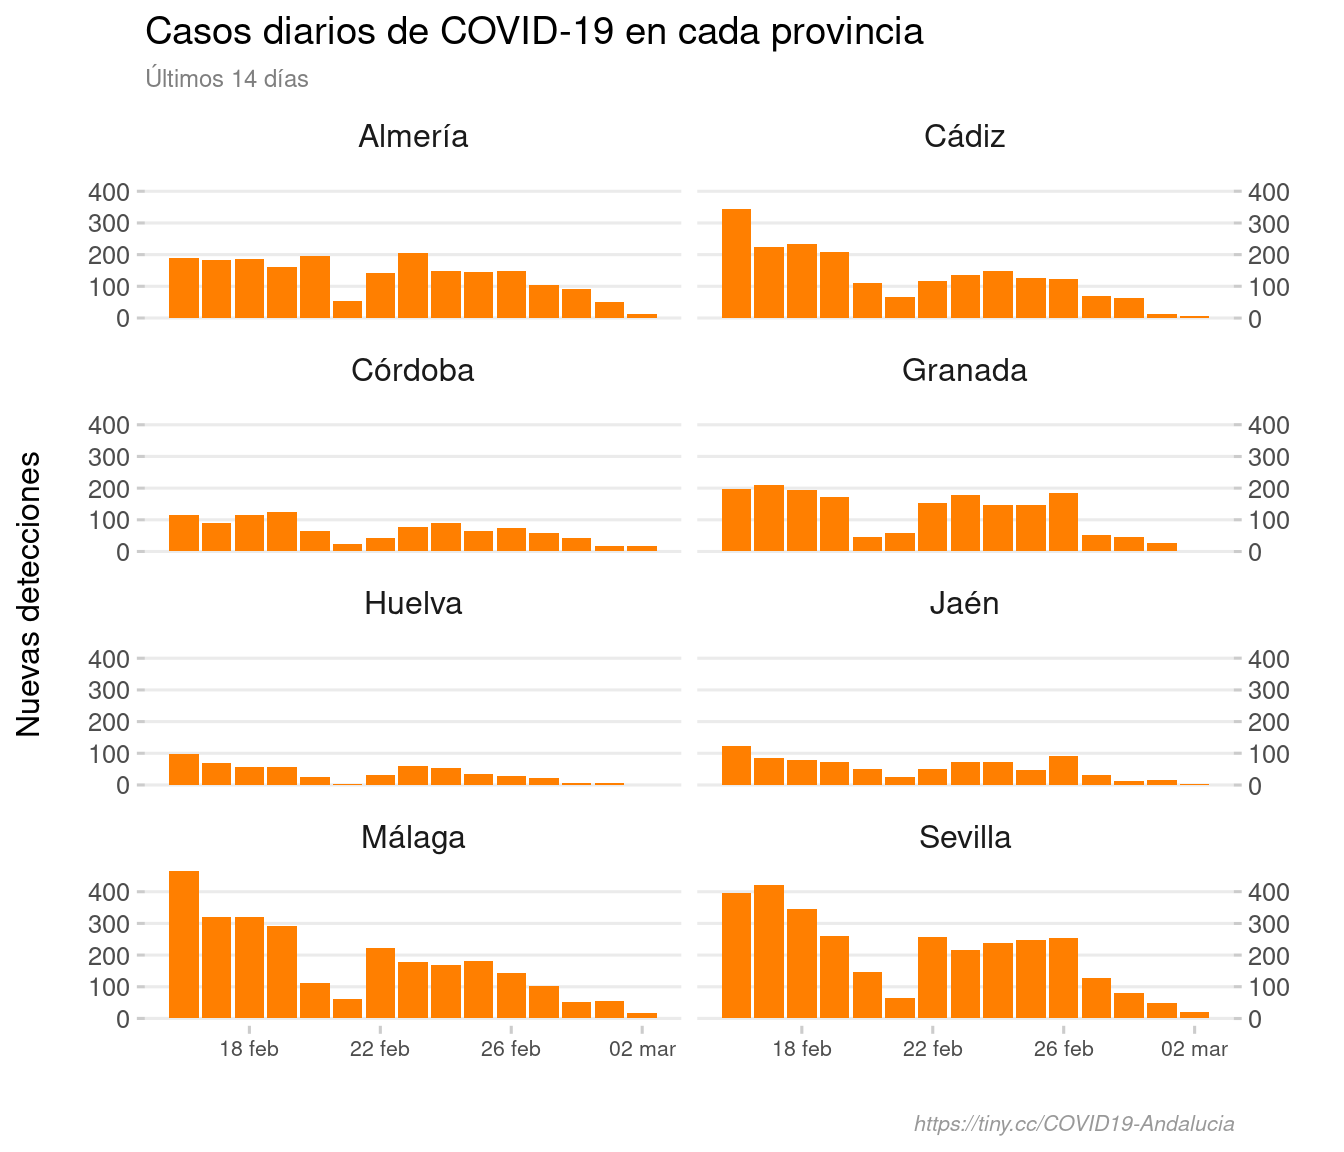 Casos diarios de COVID-19 en cada provincia
Últimos 14 días
Nuevas detecciones
Almería
Cádiz
400
300
200
100
0
400
300
200
100
0
Córdoba
Granada
400
300
200
100
0
400
300
200
100
0
Huelva
Jaén
400
300
200
100
0
400
300
200
100
0
Málaga
Sevilla
400
300
200
100
0
400
300
200
100
0
18 feb 22 feb 26 feb 02 mar
18 feb 22 feb 26 feb 02 mar
https://tiny.cc/COVID19-Andalucia